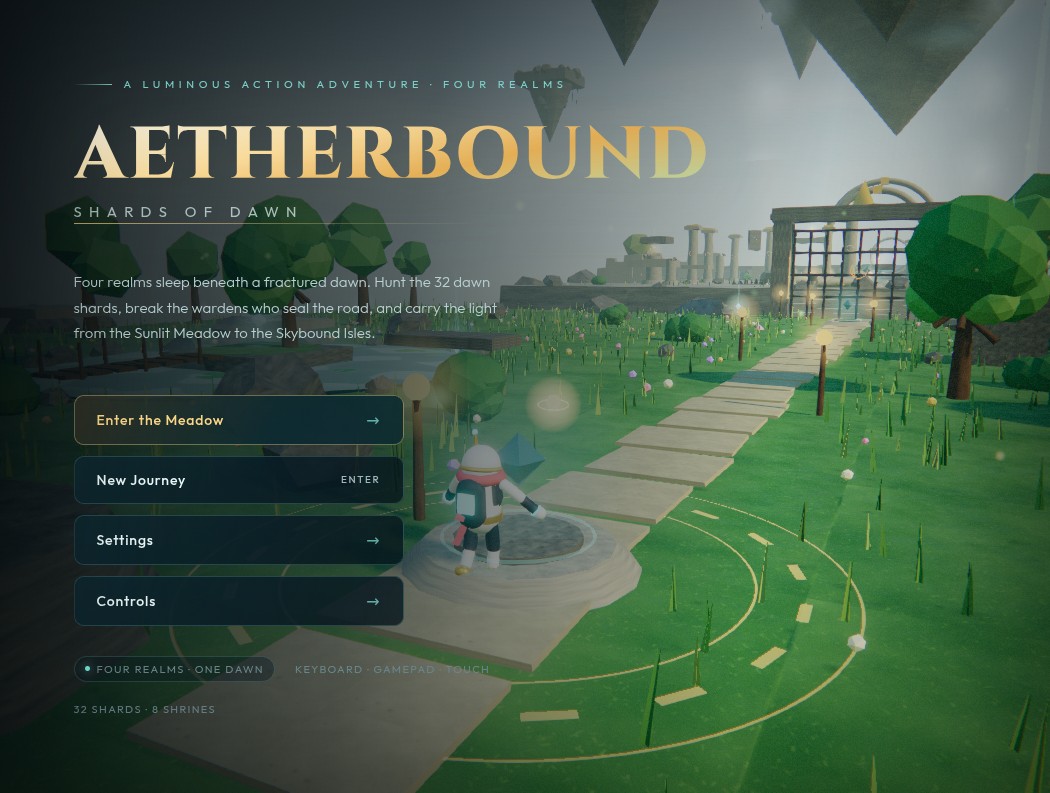 A LUMINOUS ACTION ADVENTURE · FOUR REALMS
AETHERBOUND
SHARDS OF DAWN
Four realms sleep beneath a fractured dawn. Hunt the 32 dawn
shards, break the wardens who seal the road, and carry the light
from the Sunlit Meadow to the Skybound Isles.
Enter the Meadow →
New Journey ENTER
Settings →
Controls →
FOUR REALMS · ONE DAWN KEYBOARD · GAMEPAD · TOUCH
32 SHARDS · 8 SHRINES